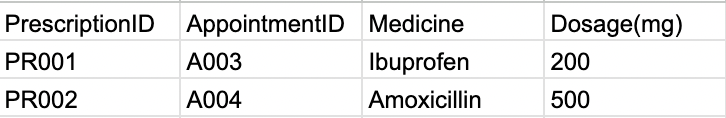 PrescriptionID AppointmentID Medicine Dosage(mg)
PR001 A003 Ibuprofen 200
PR002 A004 Amoxicillin 500